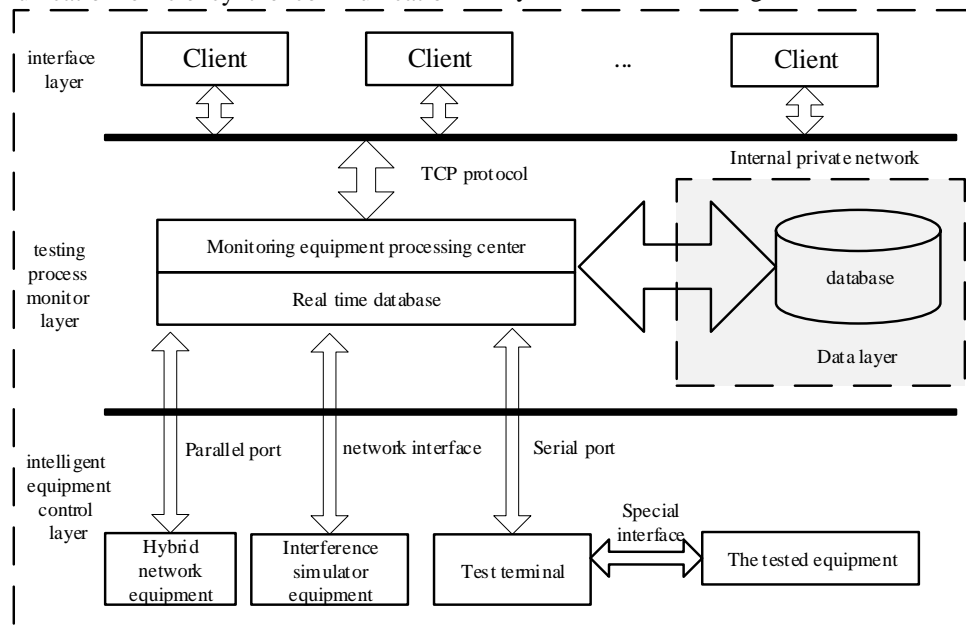 interface
layer
Client
Client
...
Client
TCP protocol
Internal private network
testing
process
monitor
layer
Monitoring equipment processing center
Real time database
database
Data layer
intelligent
equipment
control
layer
Parallel port
network interface
Serial port
Special
interface
Hybrid
network
equipment
Interference
simulator
equipment
Test terminal
The tested equipment